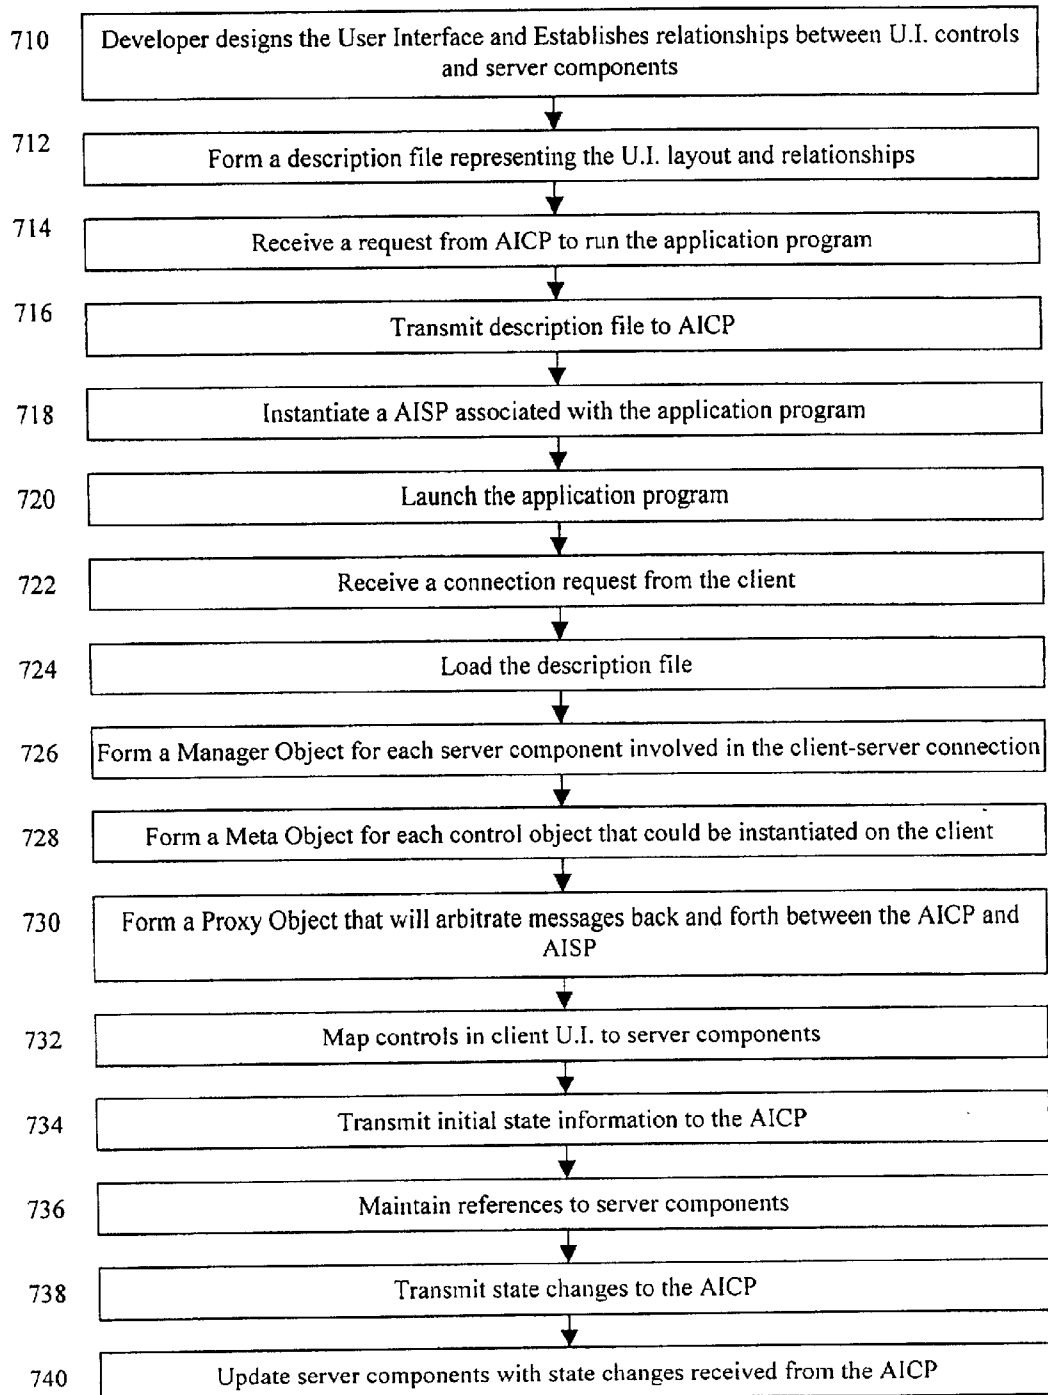 710
Developer designs the User Interface and Establishes relationships between U.I. controls
and server components
712
Form a description file representing the U.I. layout and relationships
714
Receive a request from AICP to run the application program
716
Transmit description file to AICP
718
Instantiate a AISP associated with the application program
720
Launch the application program
722
Receive a connection request from the client
724
Load the description file
726
Form a Manager Object for each server component involved in the client-server connection
728
Form a Meta Object for each control object that could be instantiated on the client
730
Form a Proxy Object that will arbitrate messages back and forth between the AICP and
AISP
732
Map controls in client U.I. to server components
734
Transmit initial state information to the AICP
736
Maintain references to server components
738
Transmit state changes to the AICP
740
Update server components with state changes received from the AICP